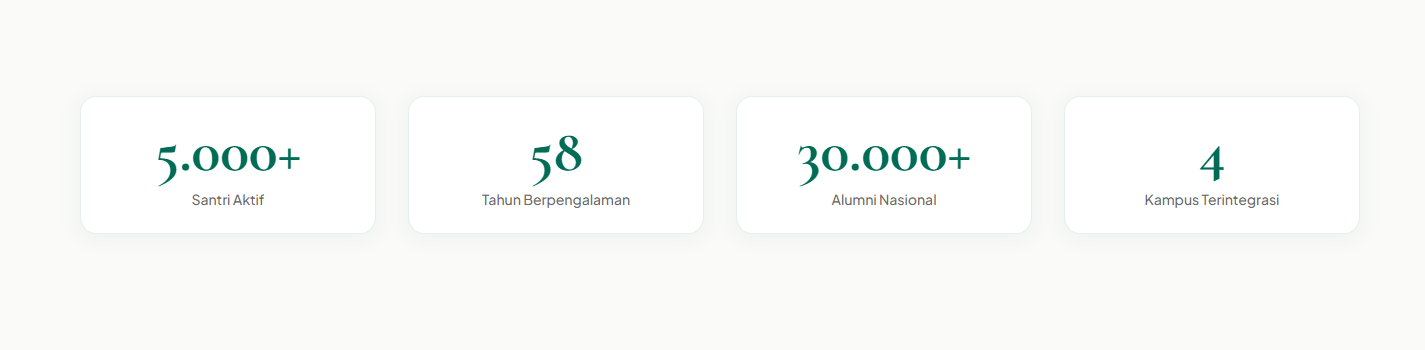 5.000+
Santri Aktif
58
Tahun Berpengalaman
30.000+
Alumni Nasional
4
Kampus Terintegrasi